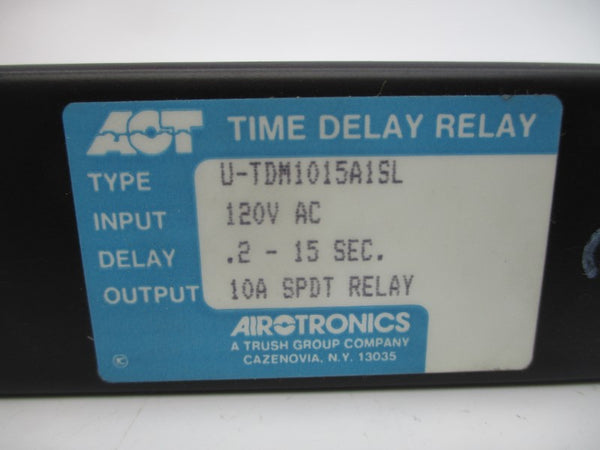 ACT TIME DELAY RELAY
TYPE U-TDM1015A1SL
INPUT 120V AC
DELAY .2 - 15 SEC.
OUTPUT 10A SPDT RELAY
AIROTRONICS
A TRUSH GROUP COMPANY
CAZENOVIA, N.Y. 13035